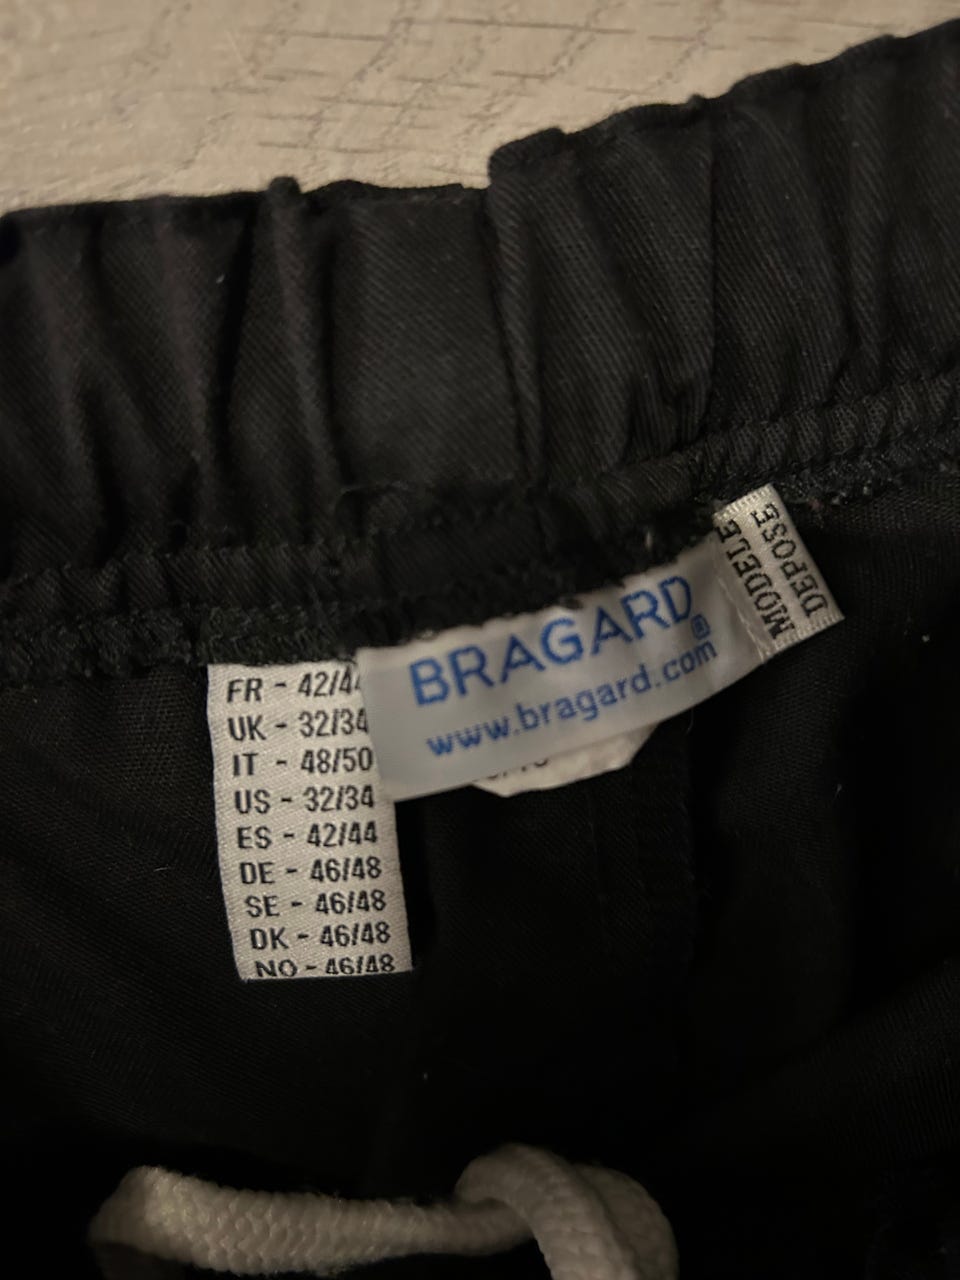 FR - 42/44
UK - 32/34
IT - 48/50
US - 32/34
ES - 42/44
DE - 46/48
SE - 46/48
DK - 46/48
NO - 46/48
BRAGARD®
www.bragard.com
MODELE
DEPOSE